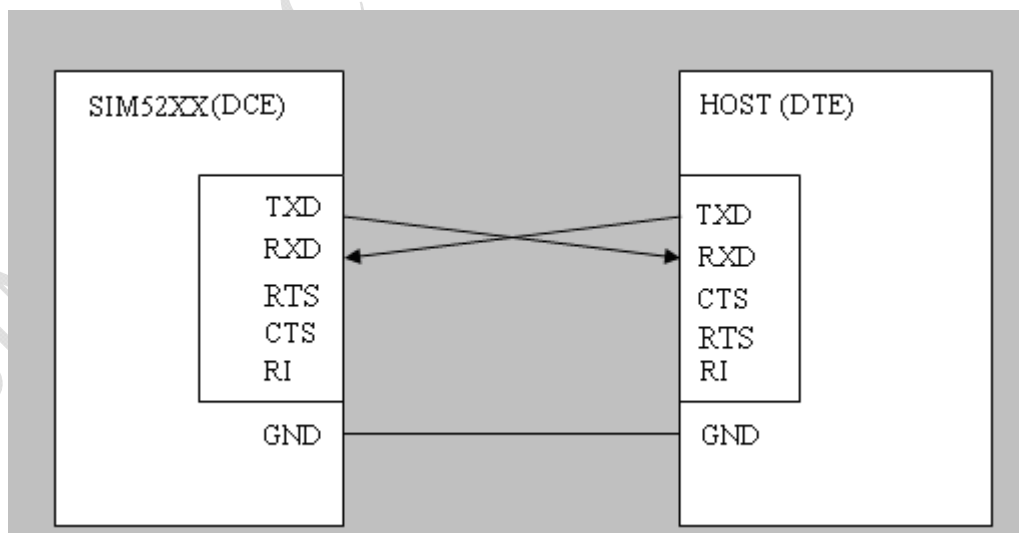 SIM52XX(DCE)
TXD
RXD
RTS
CTS
RI
GND
HOST (DTE)
TXD
RXD
CTS
RTS
RI
GND